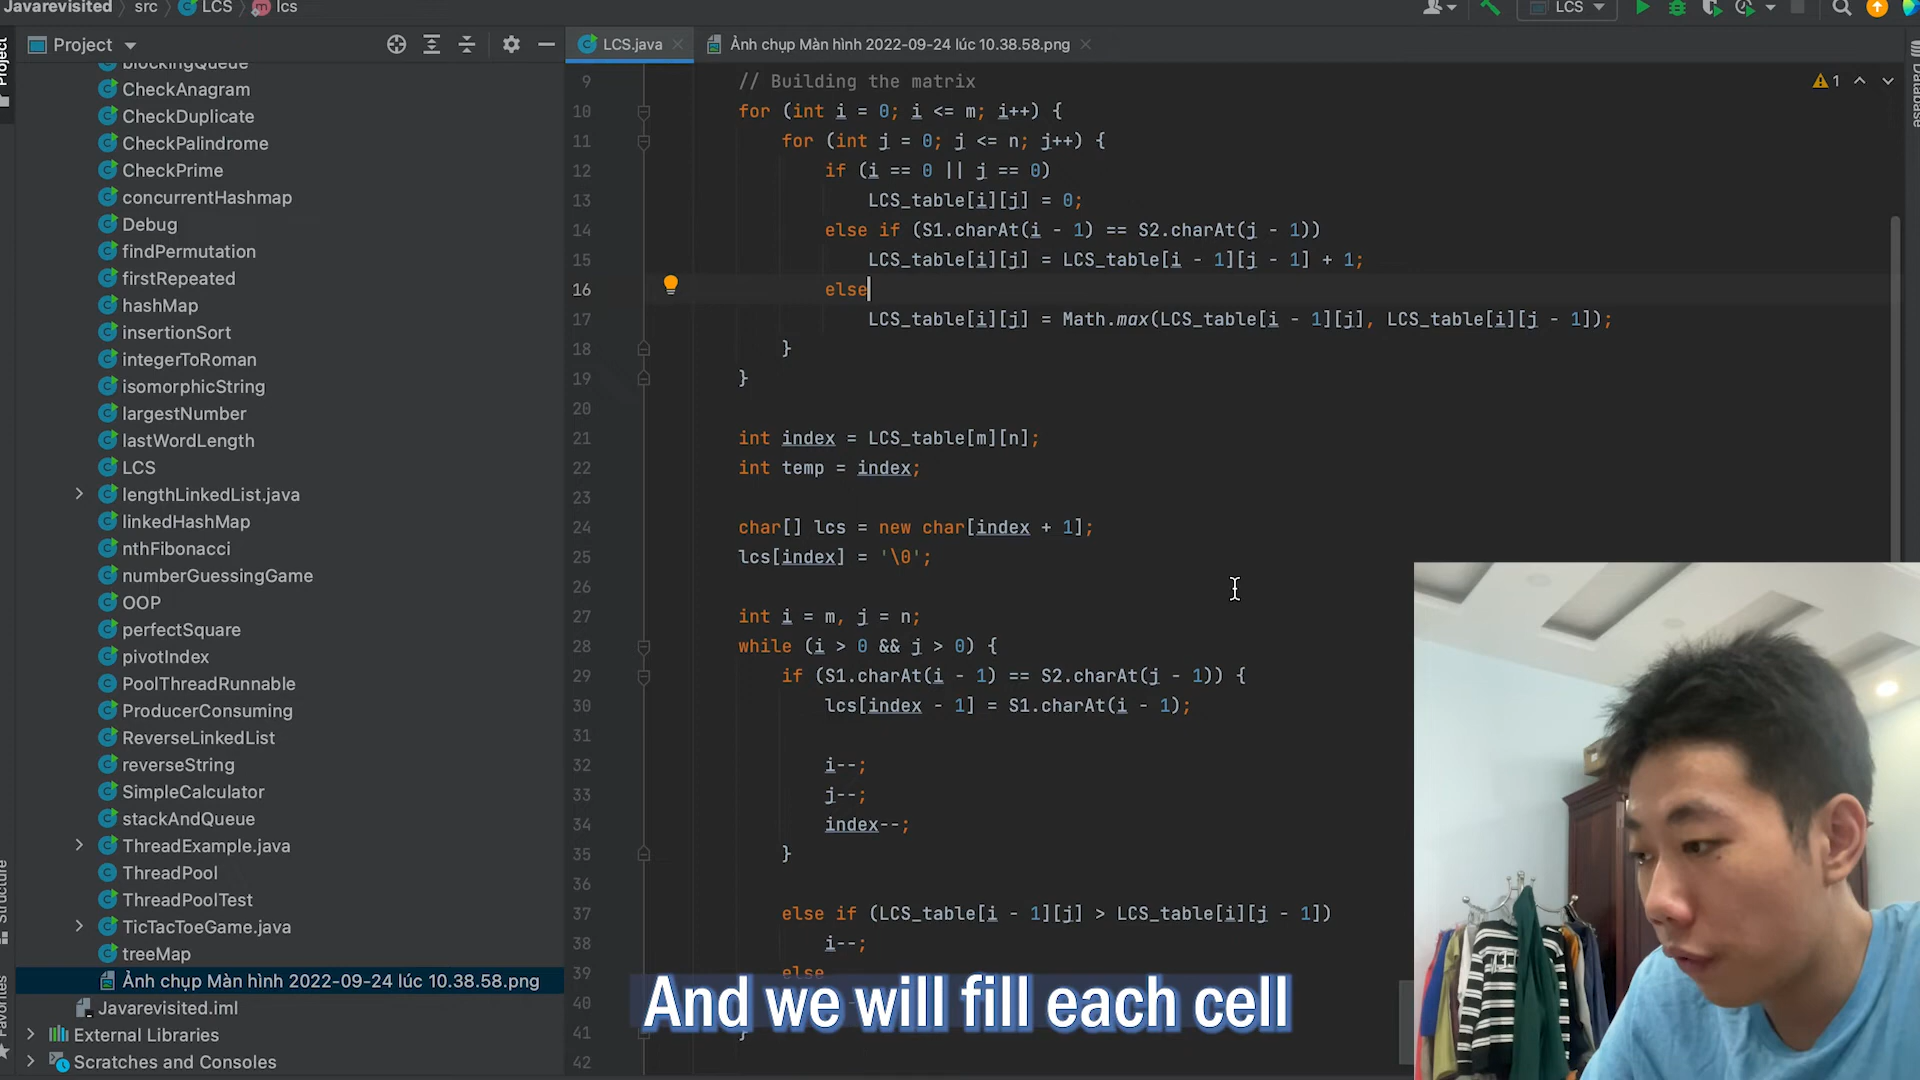 Javarevisited
src
LCS
lcs
LCS
Project
Project
LCS.java
Ảnh chụp Màn hình 2022-09-24 lúc 10.38.58.png
Database
blockingQueue
CheckAnagram
CheckDuplicate
CheckPalindrome
CheckPrime
concurrentHashmap
Debug
findPermutation
firstRepeated
hashMap
insertionSort
integerToRoman
isomorphicString
largestNumber
lastWordLength
LCS
lengthLinkedList.java
linkedHashMap
nthFibonacci
numberGuessingGame
OOP
perfectSquare
pivotIndex
PoolThreadRunnable
ProducerConsuming
ReverseLinkedList
reverseString
SimpleCalculator
stackAndQueue
ThreadExample.java
ThreadPool
ThreadPoolTest
TicTacToeGame.java
treeMap
Ảnh chụp Màn hình 2022-09-24 lúc 10.38.58.png
Javarevisited.iml
External Libraries
Scratches and Consoles
Structure
Favorites
1
9 // Building the matrix
10 for (int i = 0; i <= m; i++) {
11 for (int j = 0; j <= n; j++) {
12 if (i == 0 || j == 0)
13 LCS_table[i][j] = 0;
14 else if (S1.charAt(i - 1) == S2.charAt(j - 1))
15 LCS_table[i][j] = LCS_table[i - 1][j - 1] + 1;
16 else
17 LCS_table[i][j] = Math.max(LCS_table[i - 1][j], LCS_table[i][j - 1]);
18 }
19 }
20
21 int index = LCS_table[m][n];
22 int temp = index;
23
24 char[] lcs = new char[index + 1];
25 lcs[index] = '\0';
26
27 int i = m, j = n;
28 while (i > 0 && j > 0) {
29 if (S1.charAt(i - 1) == S2.charAt(j - 1)) {
30 lcs[index - 1] = S1.charAt(i - 1);
31
32 i--;
33 j--;
34 index--;
35 }
36
37 else if (LCS_table[i - 1][j] > LCS_table[i][j - 1])
38 i--;
39 else
40
41 }
42
And we will fill each cell